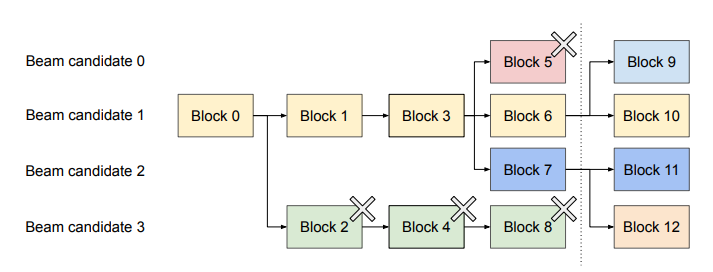 Beam candidate 0
Block 5
Block 9
Beam candidate 1
Block 0
Block 1
Block 3
Block 6
Block 10
Beam candidate 2
Block 7
Block 11
Beam candidate 3
Block 2
Block 4
Block 8
Block 12